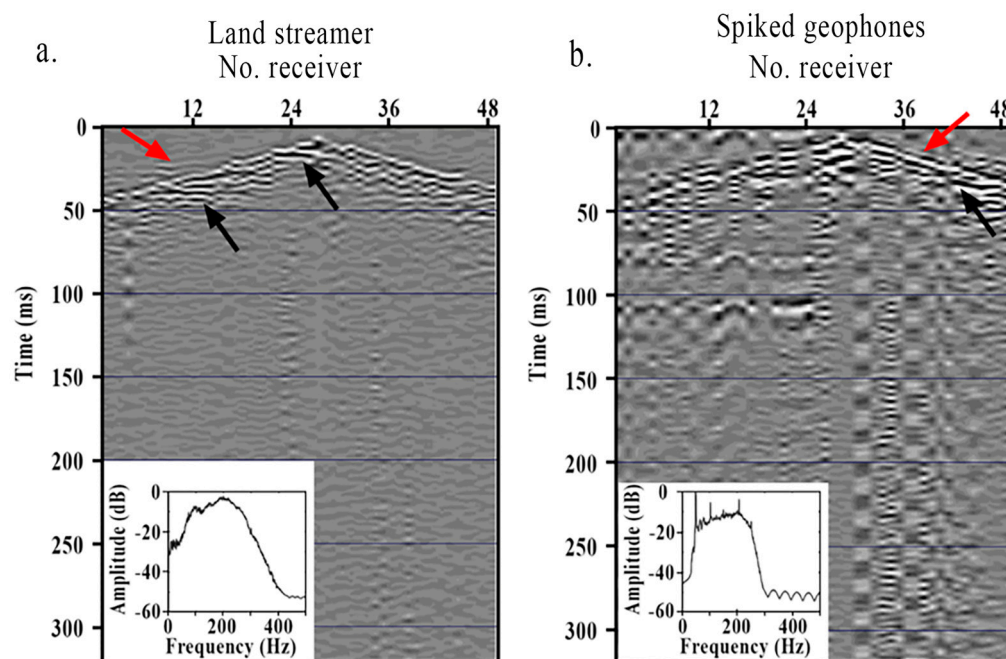 a.
Land streamer
No. receiver
12 24 36 48
Time (ms)
0
50
100
150
200
250
300
Amplitude (dB)
0
-20
-40
-60
0 200 400
Frequency (Hz)
b.
Spiked geophones
No. receiver
12 24 36 48
Time (ms)
0
50
100
150
200
250
300
Amplitude (dB)
0
-20
-40
-60
0 200 400
Frequency (Hz)